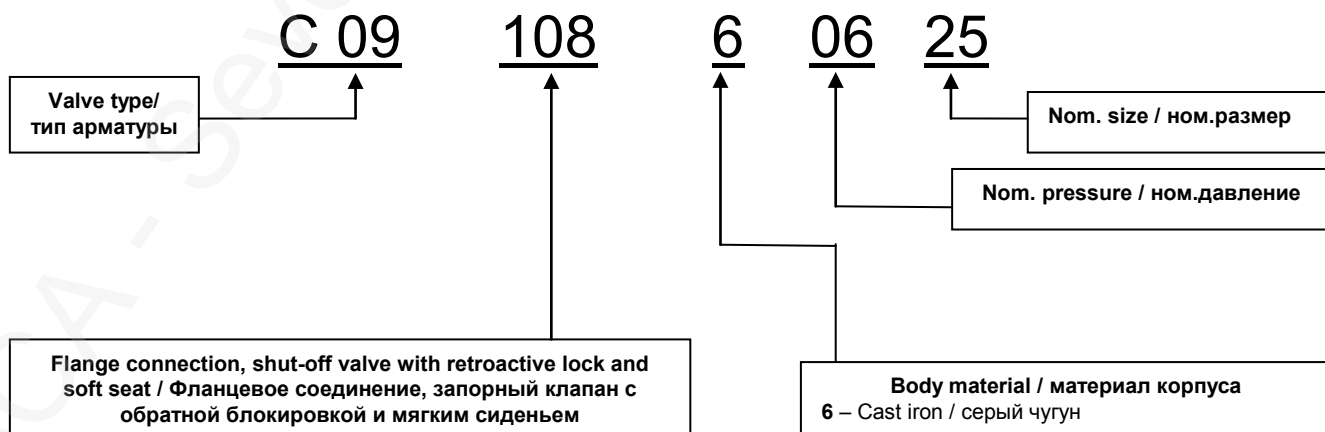 C 09 108 6 06 25
Valve type/
тип арматуры
Nom. size / ном.размер
Nom. pressure / ном.давление
Flange connection, shut-off valve with retroactive lock and
soft seat / Фланцевое соединение, запорный клапан с
обратной блокировкой и мягким сиденьем
Body material / материал корпуса
6 – Cast iron / серый чугун